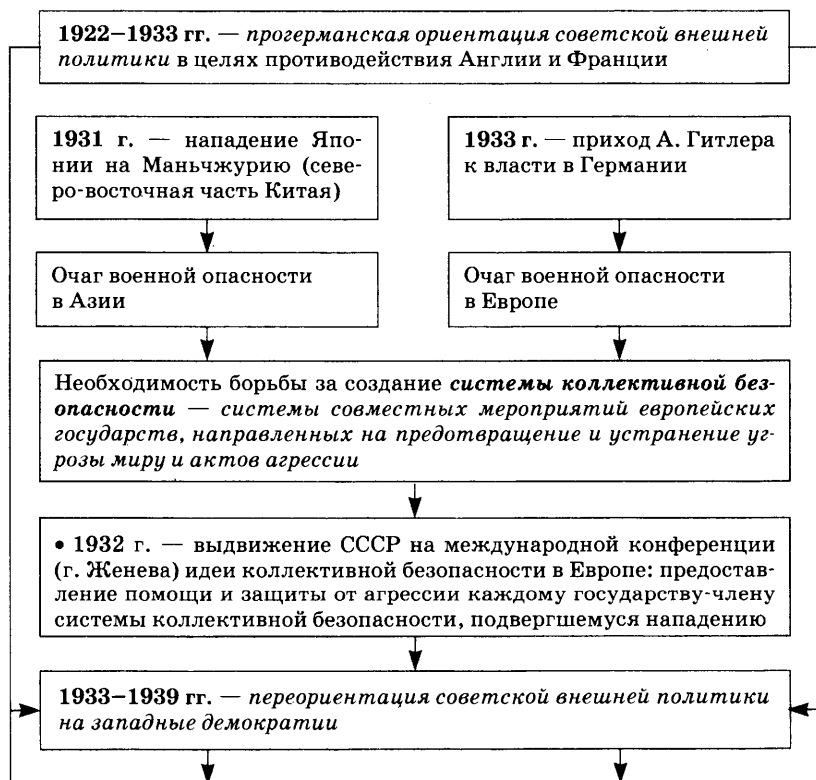 1922–1933 гг. — прогерманская ориентация советской внешней
политики в целях противодействия Англии и Франции
1931 г. — нападение Япо-
нии на Маньчжурию (севе-
ро-восточная часть Китая)
1933 г. — приход А. Гитлера
к власти в Германии
Очаг военной опасности
в Азии
Очаг военной опасности
в Европе
Необходимость борьбы за создание системы коллективной без-
опасности — системы совместных мероприятий европейских
государств, направленных на предотвращение и устранение уг-
розы миру и актов агрессии
• 1932 г. — выдвижение СССР на международной конференции
(г. Женева) идеи коллективной безопасности в Европе: предостав-
ление помощи и защиты от агрессии каждому государству-члену
системы коллективной безопасности, подвергшемуся нападению
1933–1939 гг. — переориентация советской внешней политики
на западные демократии